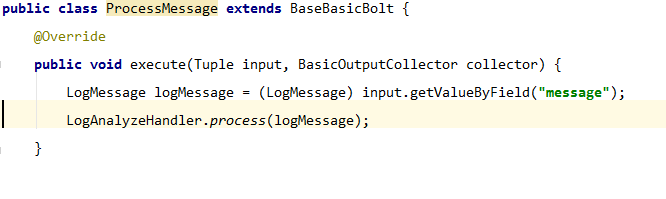 public class ProcessMessage extends BaseBasicBolt {
@Override
public void execute(Tuple input, BasicOutputCollector collector) {
LogMessage logMessage = (LogMessage) input.getValueByField("message");
LogAnalyzeHandler.process(logMessage);
}